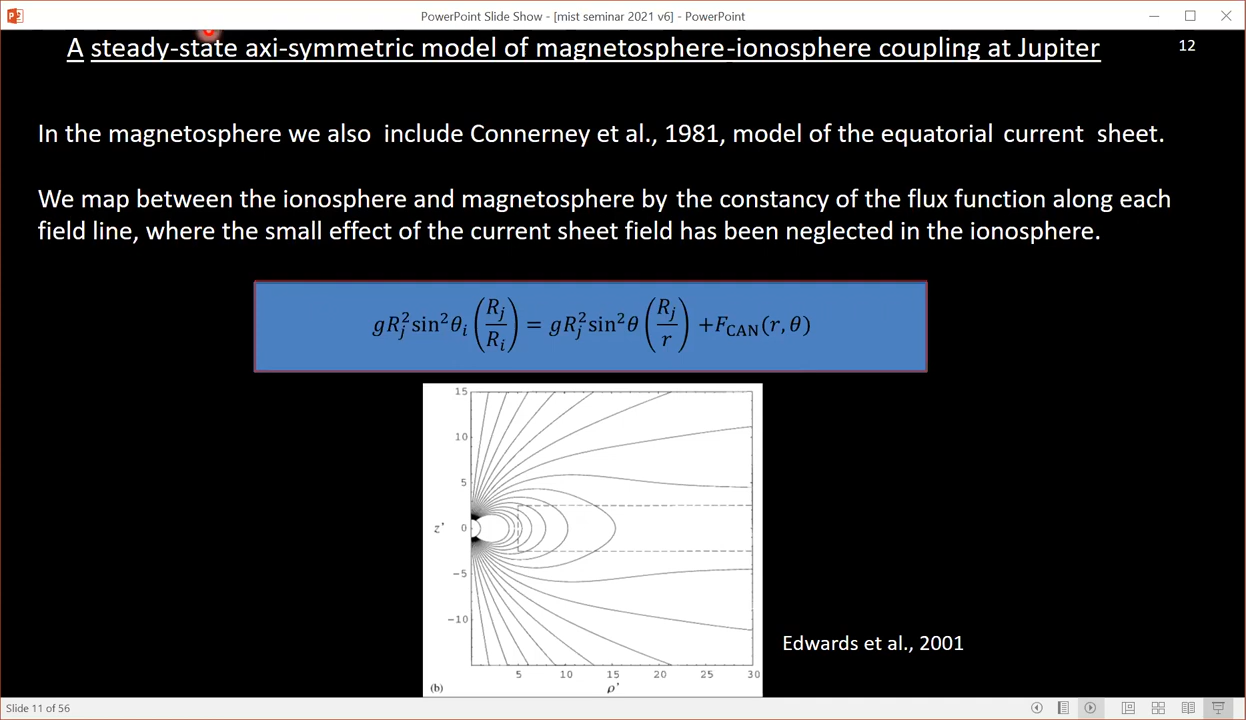 PowerPoint Slide Show - [mist seminar 2021 v6] - PowerPoint
A steady-state axi-symmetric model of magnetosphere-ionosphere coupling at Jupiter
12
In the magnetosphere we also include Connerney et al., 1981, model of the equatorial current sheet.
We map between the ionosphere and magnetosphere by the constancy of the flux function along each
field line, where the small effect of the current sheet field has been neglected in the ionosphere.
gR_j^2 sin^2θ_i (R_j/R_i) = gR_j^2 sin^2θ (R_j/r) +F_CAN(r, θ)
15
10
5
z' 0
−5
−10
5 10 15 20 25 30
(b) ρ'
Edwards et al., 2001
Slide 11 of 56